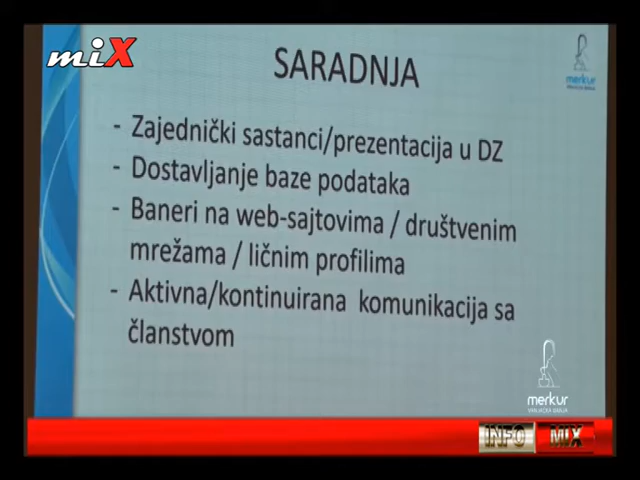 miX
SARADNJA
merkur
- Zajednički sastanci/prezentacija u DZ
- Dostavljanje baze podataka
- Baneri na web-sajtovima / društvenim
mrežama / ličnim profilima
- Aktivna/kontinuirana komunikacija sa
članstvom
merkur
VRNJAČKA BANJA
INFO MIX